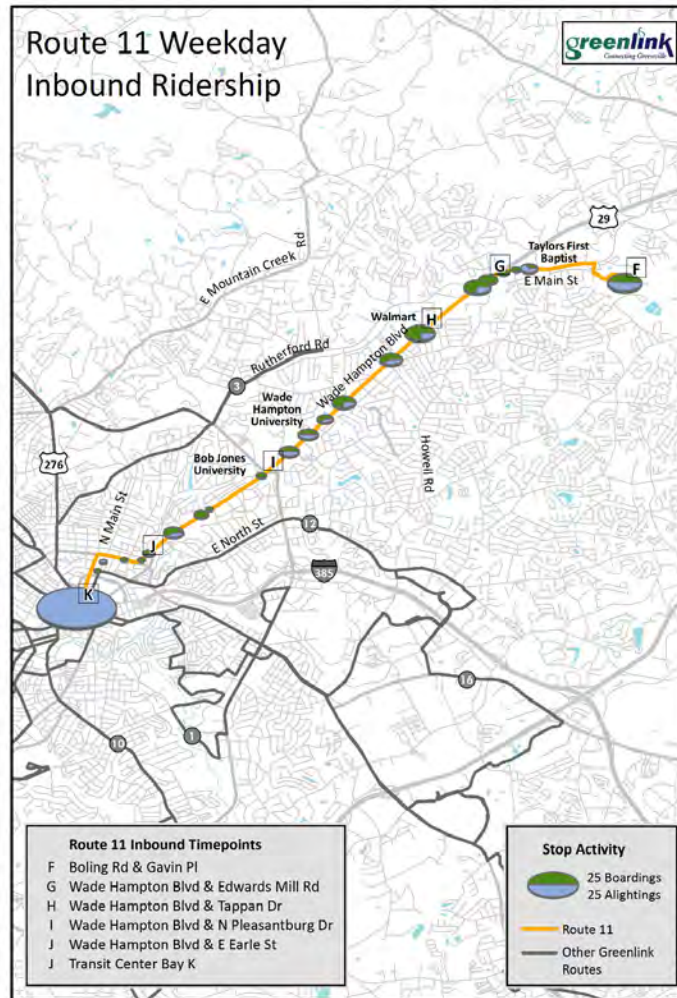 Route 11 Weekday
Inbound Ridership
greenlink
Connecting Greenville
29
Taylors First
Baptist
G
F
E Main St
E Mountain Creek Rd
Walmart
H
Wade Hampton Blvd
Rutherford Rd
3
Wade
Hampton
University
Howell Rd
276
Bob Jones
University
I
N Main St
E North St
12
J
385
K
16
10
1
Route 11 Inbound Timepoints
F Boling Rd & Gavin Pl
G Wade Hampton Blvd & Edwards Mill Rd
H Wade Hampton Blvd & Tappan Dr
I Wade Hampton Blvd & N Pleasantburg Dr
J Wade Hampton Blvd & E Earle St
J Transit Center Bay K
Stop Activity
25 Boardings
25 Alightings
Route 11
Other Greenlink
Routes